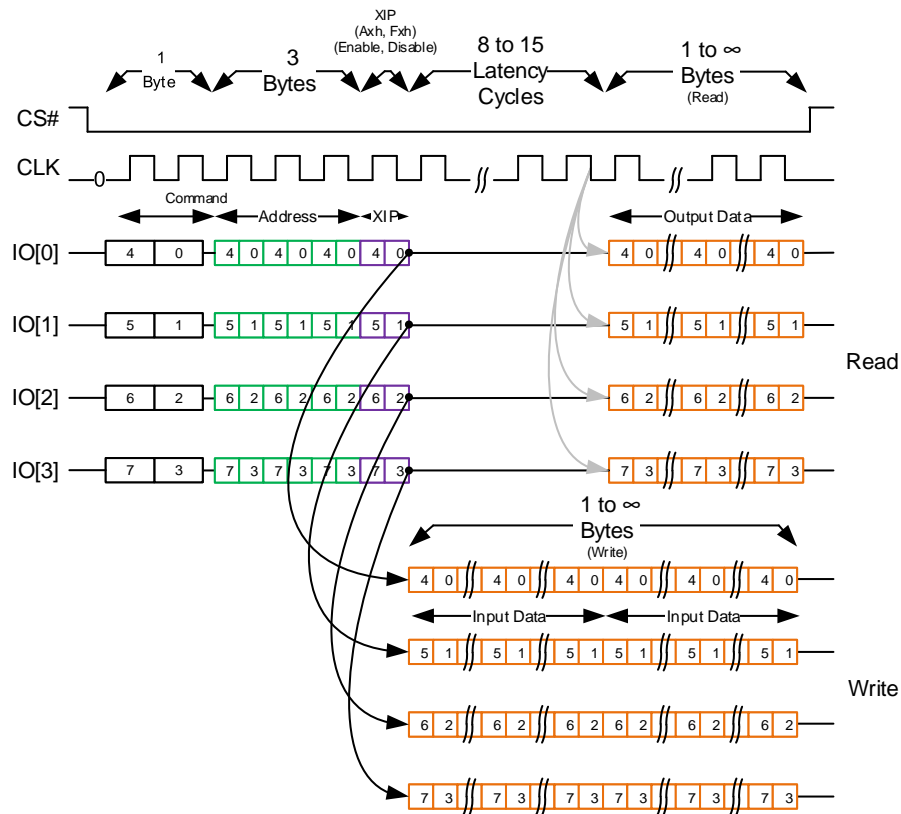 XIP
(Axh, Fxh)
(Enable, Disable)
1
Byte
3
Bytes
8 to 15
Latency
Cycles
1 to ∞
Bytes
(Read)
CS#
CLK
0
Command
Address
XIP
Output Data
IO[0]
4 0 4 0 4 0 4 0 4 0 4 0 4 0 4 0
IO[1]
5 1 5 1 5 1 5 1 5 1 5 1 5 1 5 1
Read
IO[2]
6 2 6 2 6 2 6 2 6 2 6 2 6 2 6 2
IO[3]
7 3 7 3 7 3 7 3 7 3 7 3 7 3 7 3
1 to ∞
Bytes
(Write)
4 0 4 0 4 0 4 0 4 0 4 0
Input Data Input Data
5 1 5 1 5 1 5 1 5 1 5 1
Write
6 2 6 2 6 2 6 2 6 2 6 2
7 3 7 3 7 3 7 3 7 3 7 3